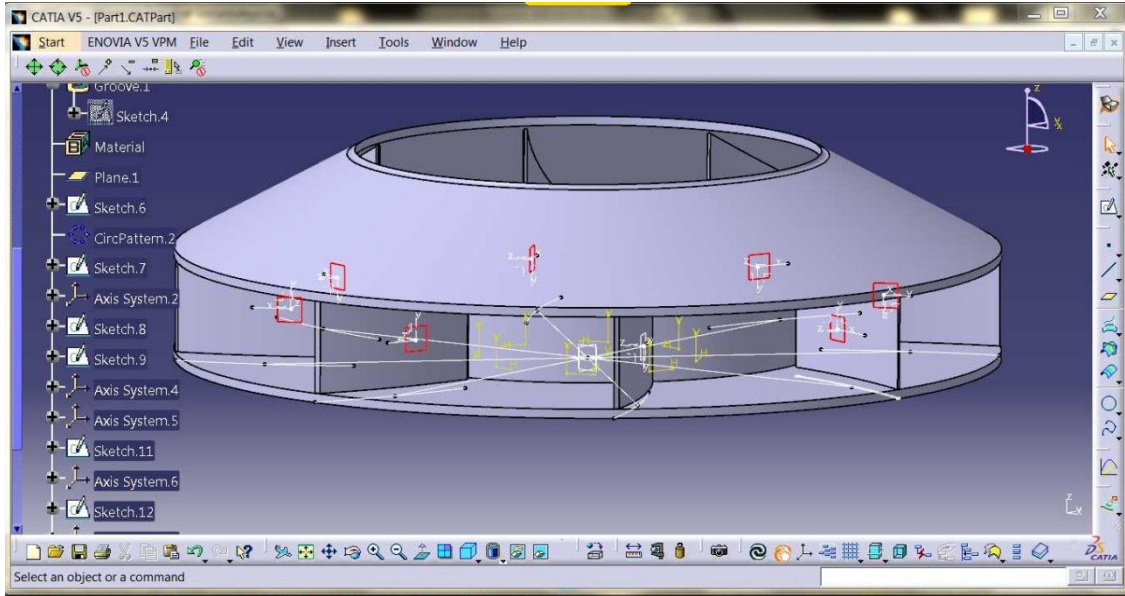 CATIA V5 - [Part1.CATPart]
Start ENOVIA V5 VPM File Edit View Insert Tools Window Help
Groove.1
Sketch.4
Material
Plane.1
Sketch.6
CircPattern.2
Sketch.7
Axis System.2
Sketch.8
Sketch.9
Axis System.4
Axis System.5
Sketch.11
Axis System.6
Sketch.12
CATIA
Select an object or a command